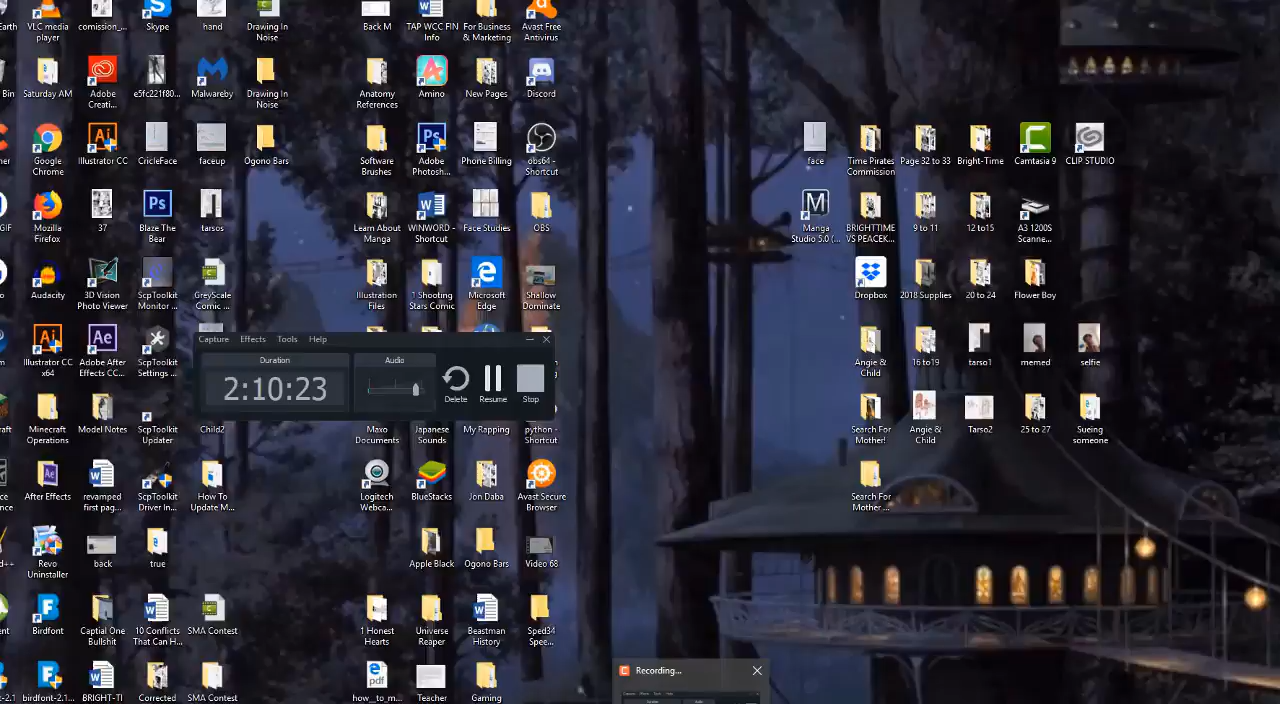 Earth
VLC media
player
comission_...
Skype
hand
Drawing In
Noise
Back M
TAP WCC FIN
Info
For Business
& Marketing
Avast Free
Antivirus
Bin
Saturday AM
Adobe
Creati...
e5fc221f80...
Malwareby
Drawing In
Noise
Anatomy
References
Amino
New Pages
Discord
ner
Google
Chrome
Illustrator CC
CricleFace
faceup
Ogono Bars
Software
Brushes
Adobe
Photosh...
Phone Billing
obs64 -
Shortcut
face
Time Pirates
Commission
Page 32 to 33
Bright-Time
Camtasia 9
CLIP STUDIO
GIF
Mozilla
Firefox
37
Blaze The
Bear
tarsos
Learn About
Manga
WINWORD -
Shortcut
Face Studies
OBS
Manga
Studio 5.0 (...
BRIGHTTIME
VS PEACEK...
9 to 11
12 to15
A3 1200S
Scanne...
Audacity
3D Vision
Photo Viewer
ScpToolkit
Monitor ...
GreyScale
Comic ...
Illustration
Files
1 Shooting
Stars Comic
Microsoft
Edge
Shallow
Dominate
Dropbox
2018 Supplies
20 to 24
Flower Boy
Capture
Effects
Tools
Help
Duration
Audio
2:10:23
Delete
Resume
Stop
Illustrator CC
x64
Adobe After
Effects CC...
ScpToolkit
Settings ...
Angie &
Child
16 to19
tarso1
memed
selfie
raft
Minecraft
Operations
Model Notes
ScpToolkit
Updater
Child2
Maxo
Documents
Japanese
Sounds
My Rapping
python -
Shortcut
Search For
Mother!
Angie &
Child
Tarso2
25 to 27
Sueing
someone
After Effects
revamped
first pag...
ScpToolkit
Driver In...
How To
Update M...
Logitech
Webca...
BlueStacks
Jon Daba
Avast Secure
Browser
Search For
Mother ...
d++
Revo
Uninstaller
back
true
Apple Black
Ogono Bars
Video 68
Birdfont
Captial One
Bullshit
10 Conflicts
That Can H...
SMA Contest
1 Honest
Hearts
Universe
Reaper
Beastman
History
Sped34
Spee...
Recording...
birdfont-2.1...
BRIGHT-TI
Corrected
SMA Contest
how__to_m...
Teacher
Gaming